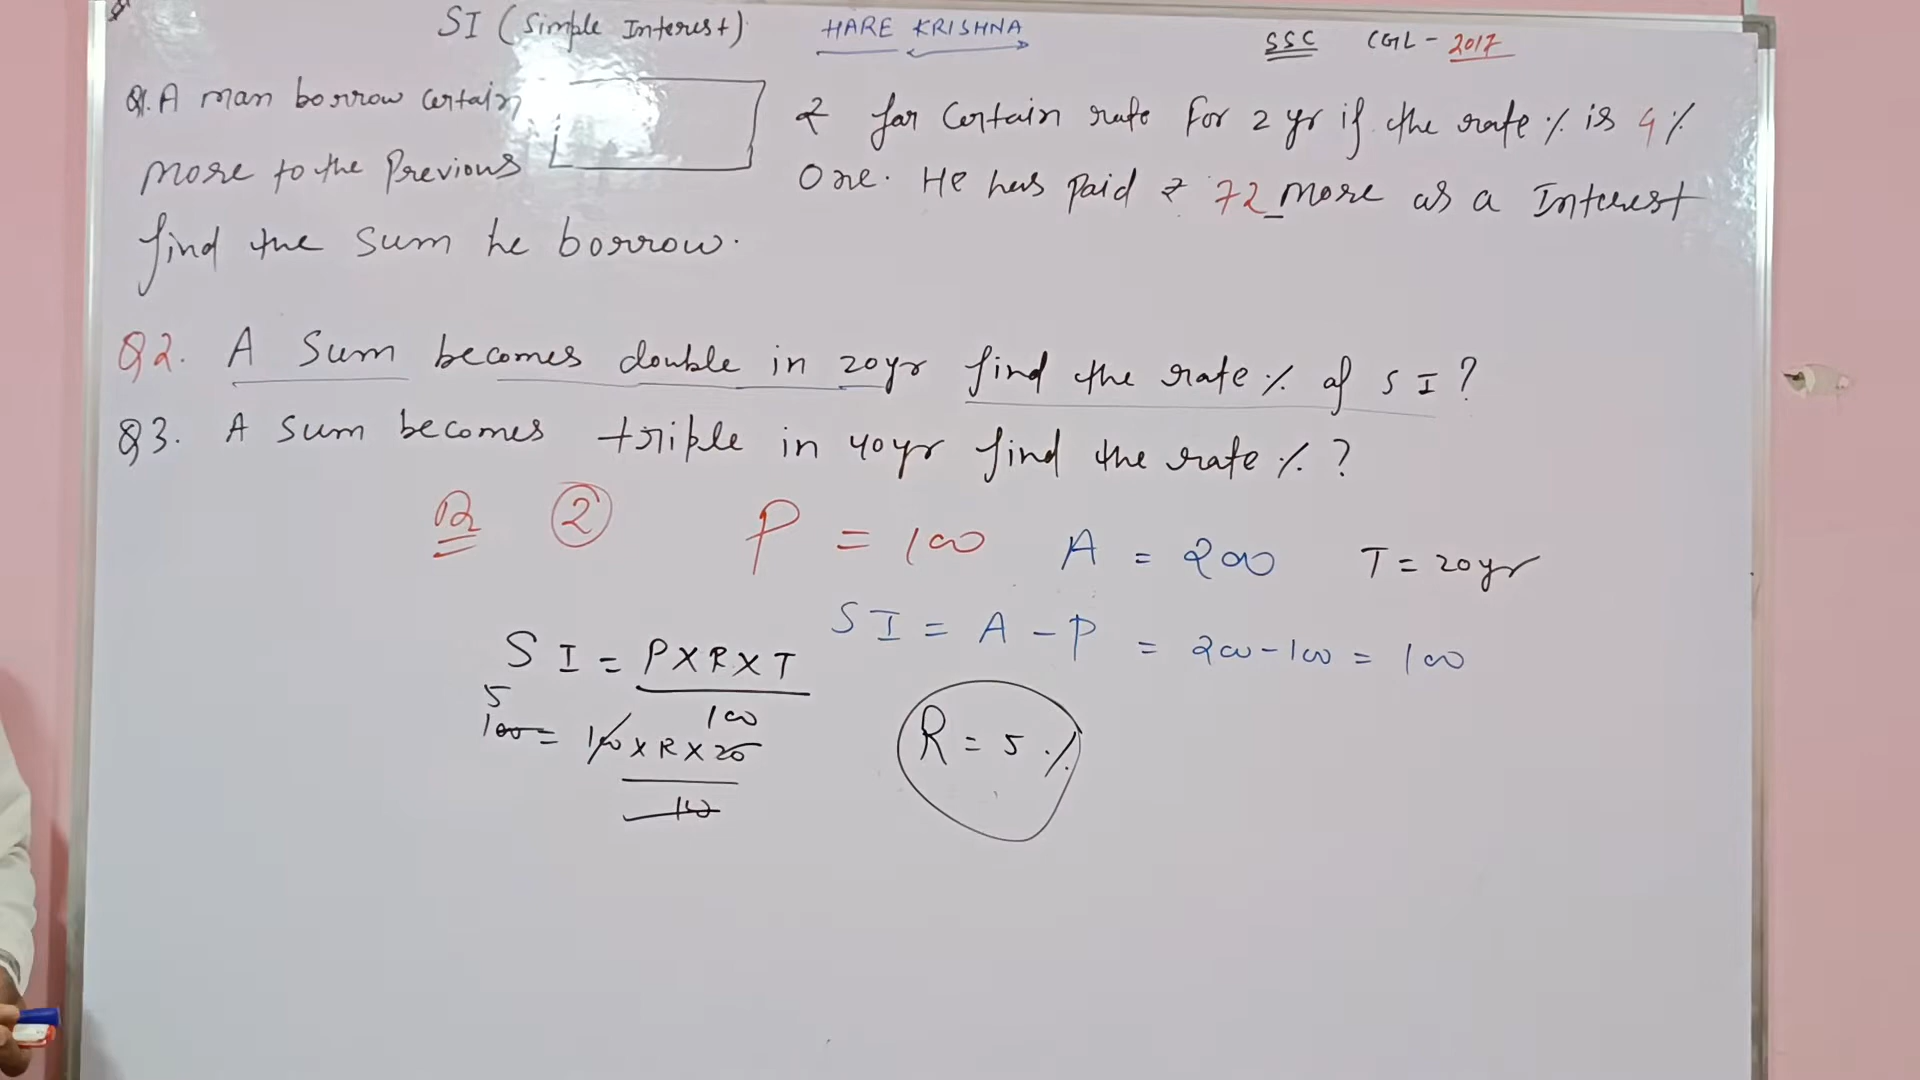 SI (Simple Interest) HARE KRISHNA SSC CGL - 2017
Q1. A man borrow certain ₹ for certain rate for 2 yr if the rate % is 4%
more to the Previous One. He has paid ₹ 72 more as a Interest
find the sum he borrow.
Q2. A Sum becomes double in 20yr find the rate % of SI?
Q3. A sum becomes triple in 40yr find the rate %?
② P = 100 A = 200 T = 20yr
SI = A - P = 200 - 100 = 100
SI = P×R×T
100
5
100 = 100 × R × 20
100
R = 5%